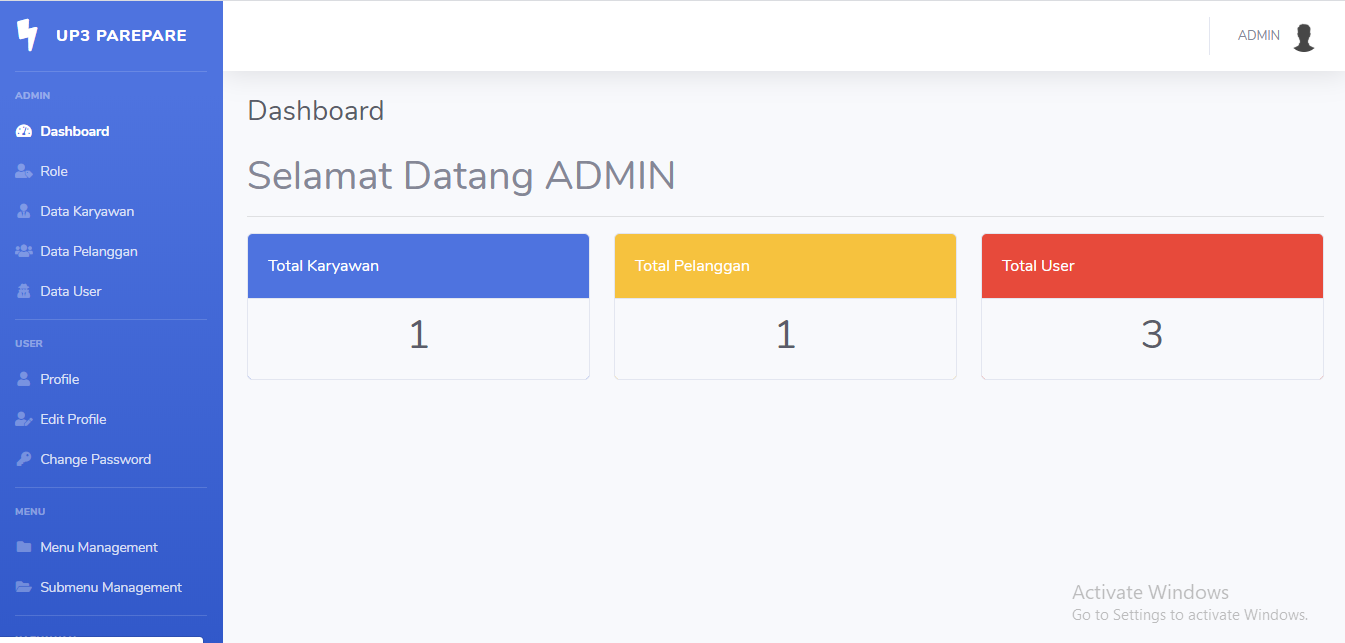 UP3 PAREPARE
ADMIN
ADMIN
Dashboard
Role
Data Karyawan
Data Pelanggan
Data User
USER
Profile
Edit Profile
Change Password
MENU
Menu Management
Submenu Management
Dashboard
Selamat Datang ADMIN
Total Karyawan
1
Total Pelanggan
1
Total User
3
Activate Windows
Go to Settings to activate Windows.